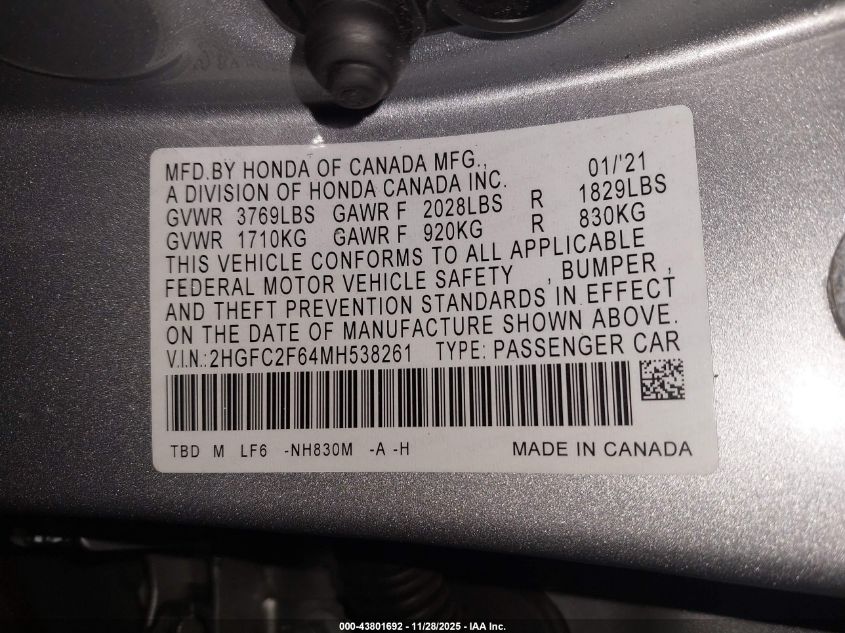 MFD.BY HONDA OF CANADA MFG., 01/'21
A DIVISION OF HONDA CANADA INC.
GVWR 3769LBS GAWR F 2028LBS R 1829LBS
GVWR 1710KG GAWR F 920KG R 830KG
THIS VEHICLE CONFORMS TO ALL APPLICABLE
FEDERAL MOTOR VEHICLE SAFETY , BUMPER ,
AND THEFT PREVENTION STANDARDS IN EFFECT
ON THE DATE OF MANUFACTURE SHOWN ABOVE.
V.I.N.: 2HGFC2F64MH538261 TYPE: PASSENGER CAR
TBD M LF6 -NH830M -A -H MADE IN CANADA
000-43801692 - 11/28/2025 - IAA Inc.